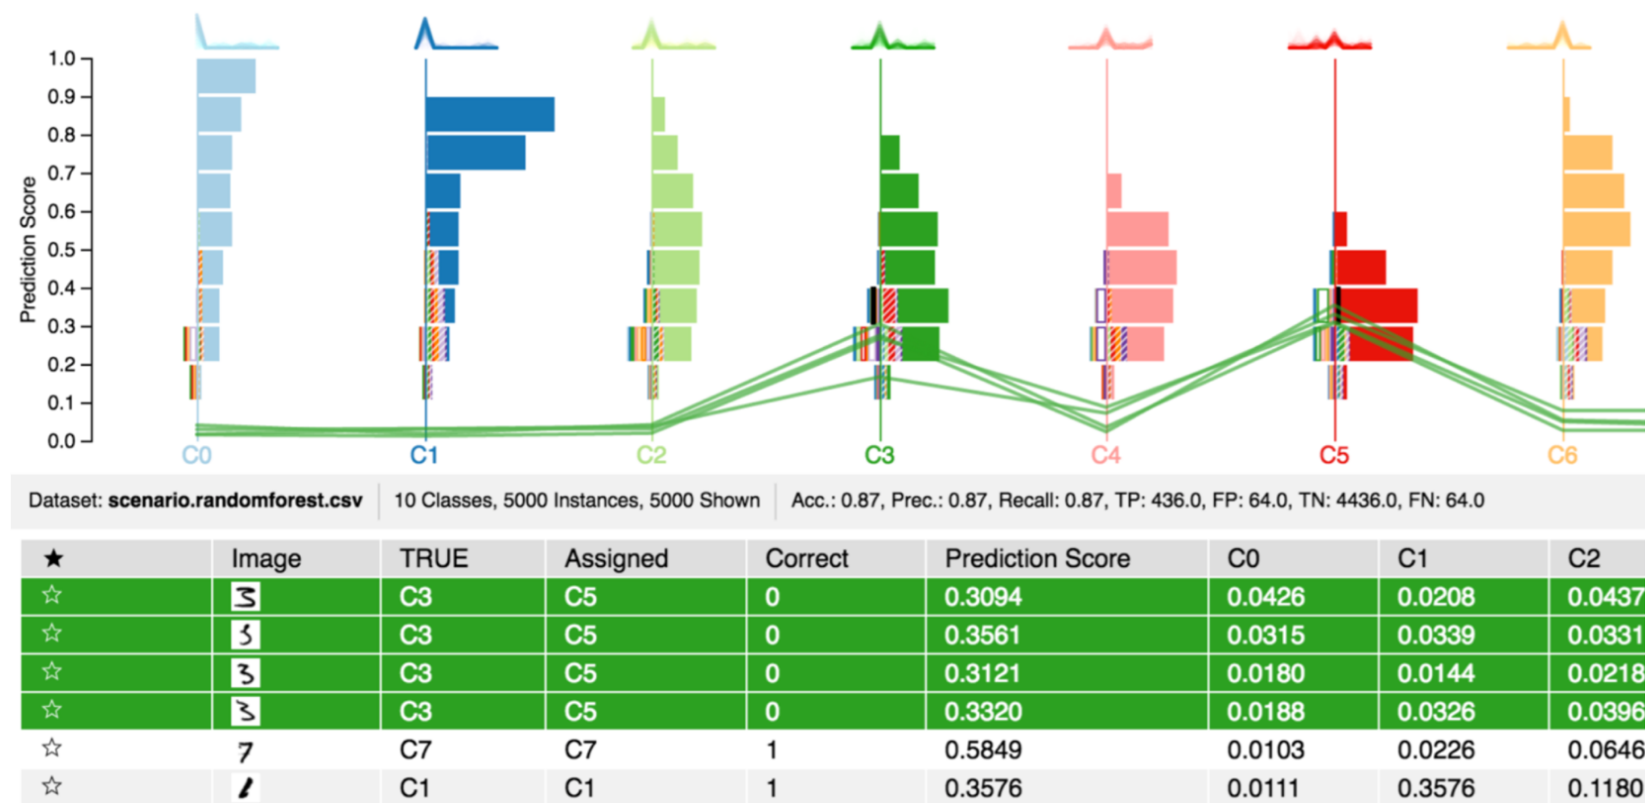 1.0
0.9
0.8
0.7
0.6
0.5
0.4
0.3
0.2
0.1
0.0
Prediction Score
C0 C1 C2 C3 C4 C5 C6
Dataset: scenario.randomforest.csv 10 Classes, 5000 Instances, 5000 Shown Acc.: 0.87, Prec.: 0.87, Recall: 0.87, TP: 436.0, FP: 64.0, TN: 4436.0, FN: 64.0
★ Image TRUE Assigned Correct Prediction Score C0 C1 C2
☆ 3 C3 C5 0 0.3094 0.0426 0.0208 0.0437
☆ 3 C3 C5 0 0.3561 0.0315 0.0339 0.0331
☆ 3 C3 C5 0 0.3121 0.0180 0.0144 0.0218
☆ 3 C3 C5 0 0.3320 0.0188 0.0326 0.0396
☆ 7 C7 C7 1 0.5849 0.0103 0.0226 0.0646
☆ 1 C1 C1 1 0.3576 0.0111 0.3576 0.1180